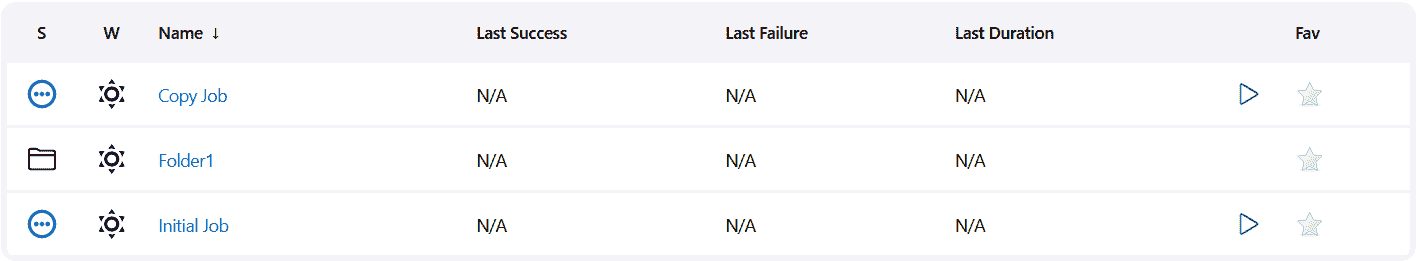 S W Name ↓ Last Success Last Failure Last Duration Fav
Copy Job N/A N/A N/A
Folder1 N/A N/A N/A
Initial Job N/A N/A N/A